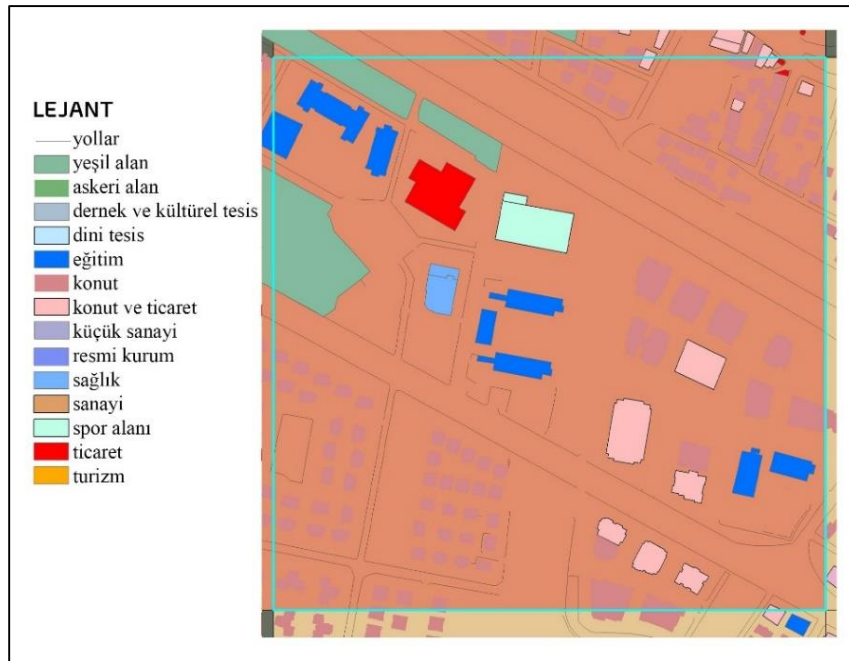 LEJANT
yollar
yeşil alan
askeri alan
dernek ve kültürel tesis
dini tesis
eğitim
konut
konut ve ticaret
küçük sanayi
resmi kurum
sağlık
sanayi
spor alanı
ticaret
turizm